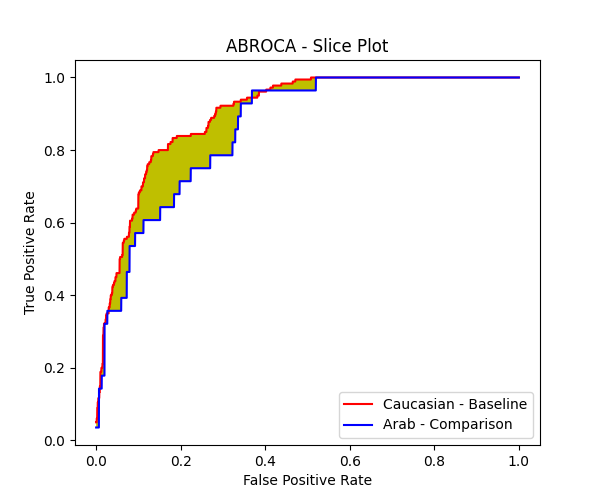 ABROCA - Slice Plot
True Positive Rate
1.0
0.8
0.6
0.4
0.2
0.0
0.0 0.2 0.4 0.6 0.8 1.0
False Positive Rate
Caucasian - Baseline
Arab - Comparison